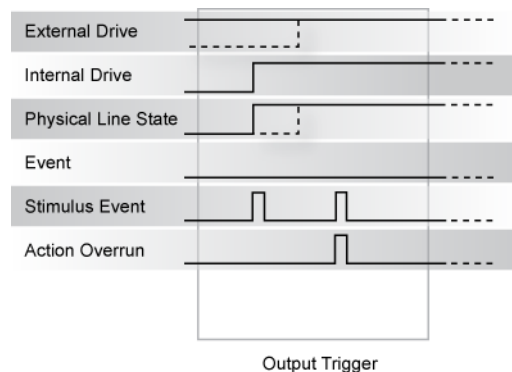 External Drive
Internal Drive
Physical Line State
Event
Stimulus Event
Action Overrun
Output Trigger